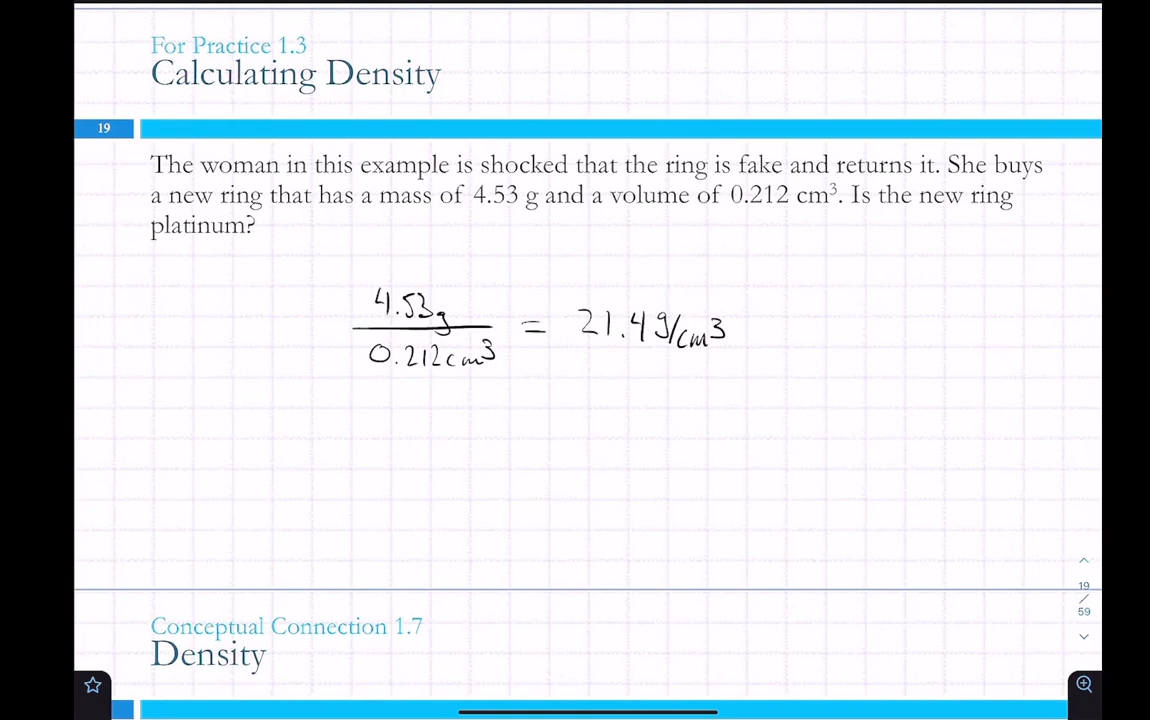 For Practice 1.3
Calculating Density
19
The woman in this example is shocked that the ring is fake and returns it. She buys
a new ring that has a mass of 4.53 g and a volume of 0.212 cm³. Is the new ring
platinum?
4.53g
0.212cm³
= 21.4 g/cm³
19
/
59
Conceptual Connection 1.7
Density